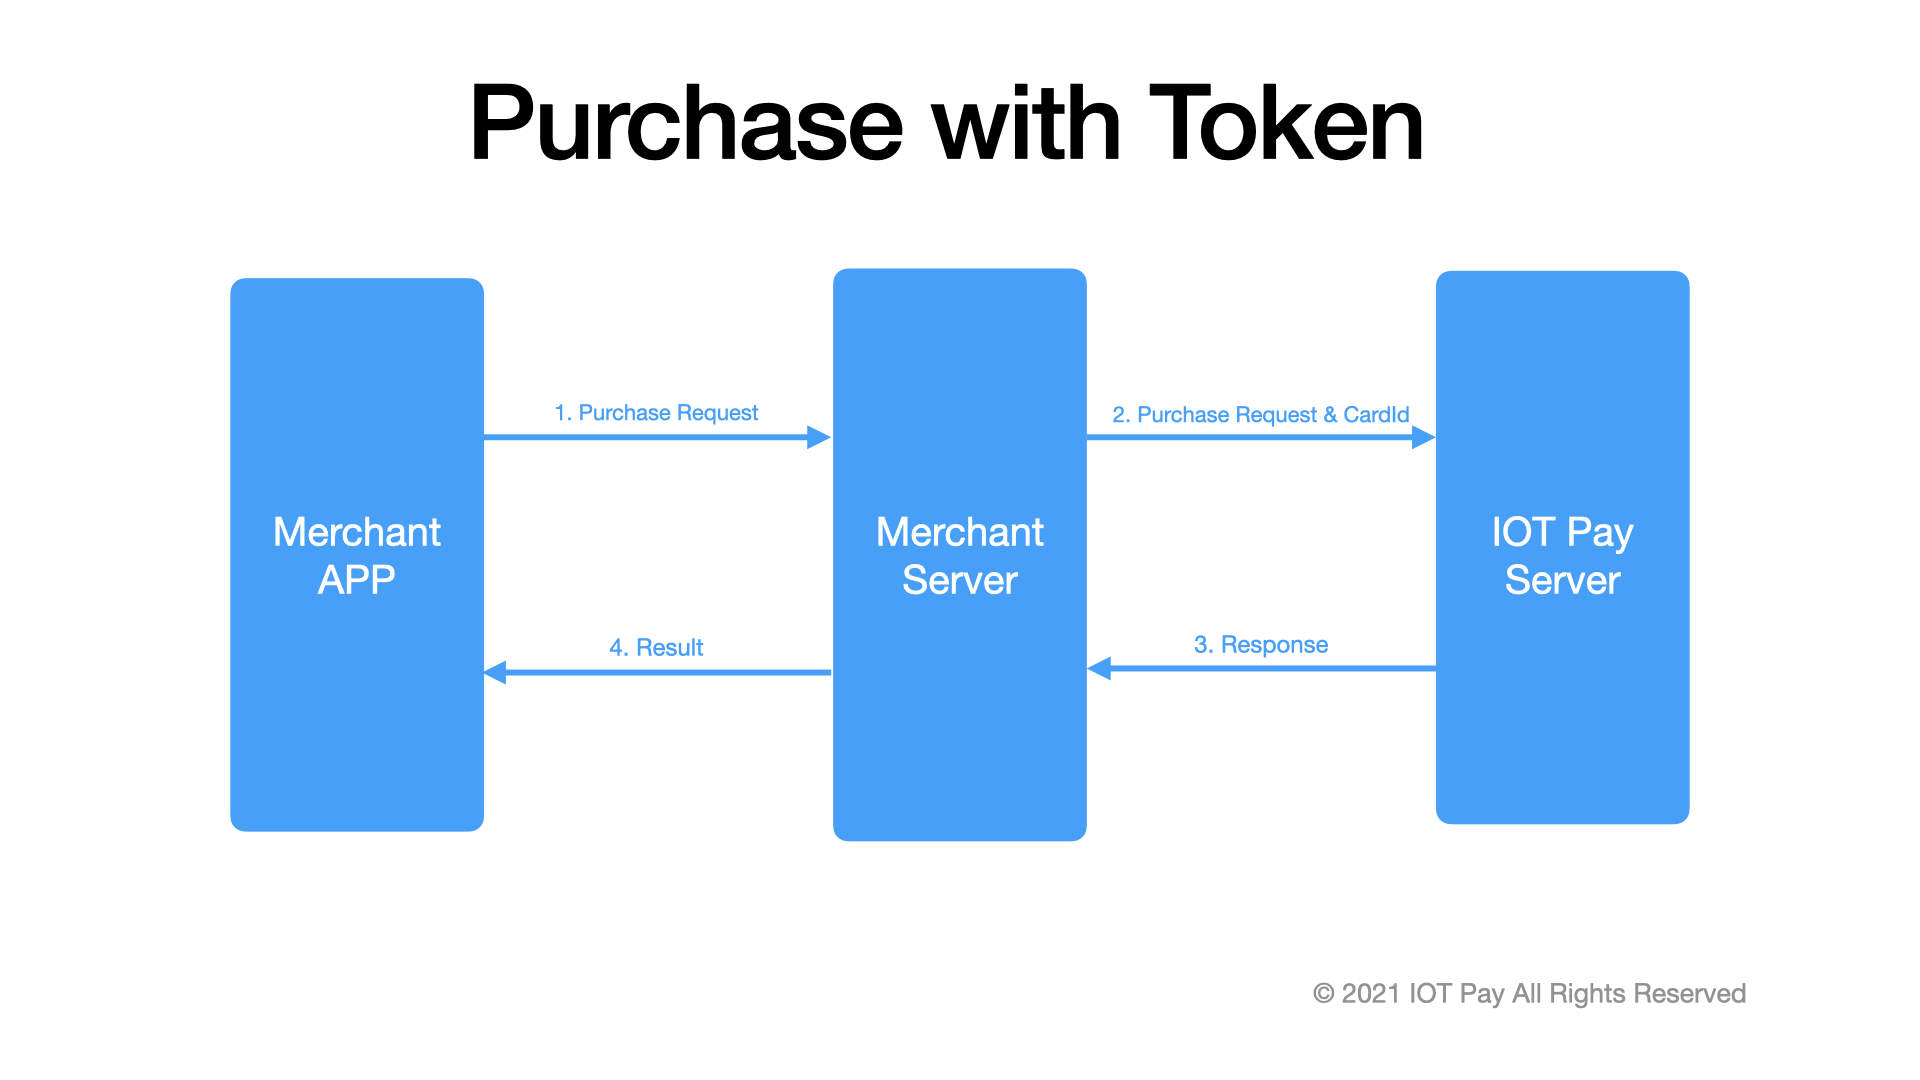 Purchase with Token
1. Purchase Request
2. Purchase Request & CardId
Merchant
APP
Merchant
Server
IOT Pay
Server
4. Result
3. Response
© 2021 IOT Pay All Rights Reserved